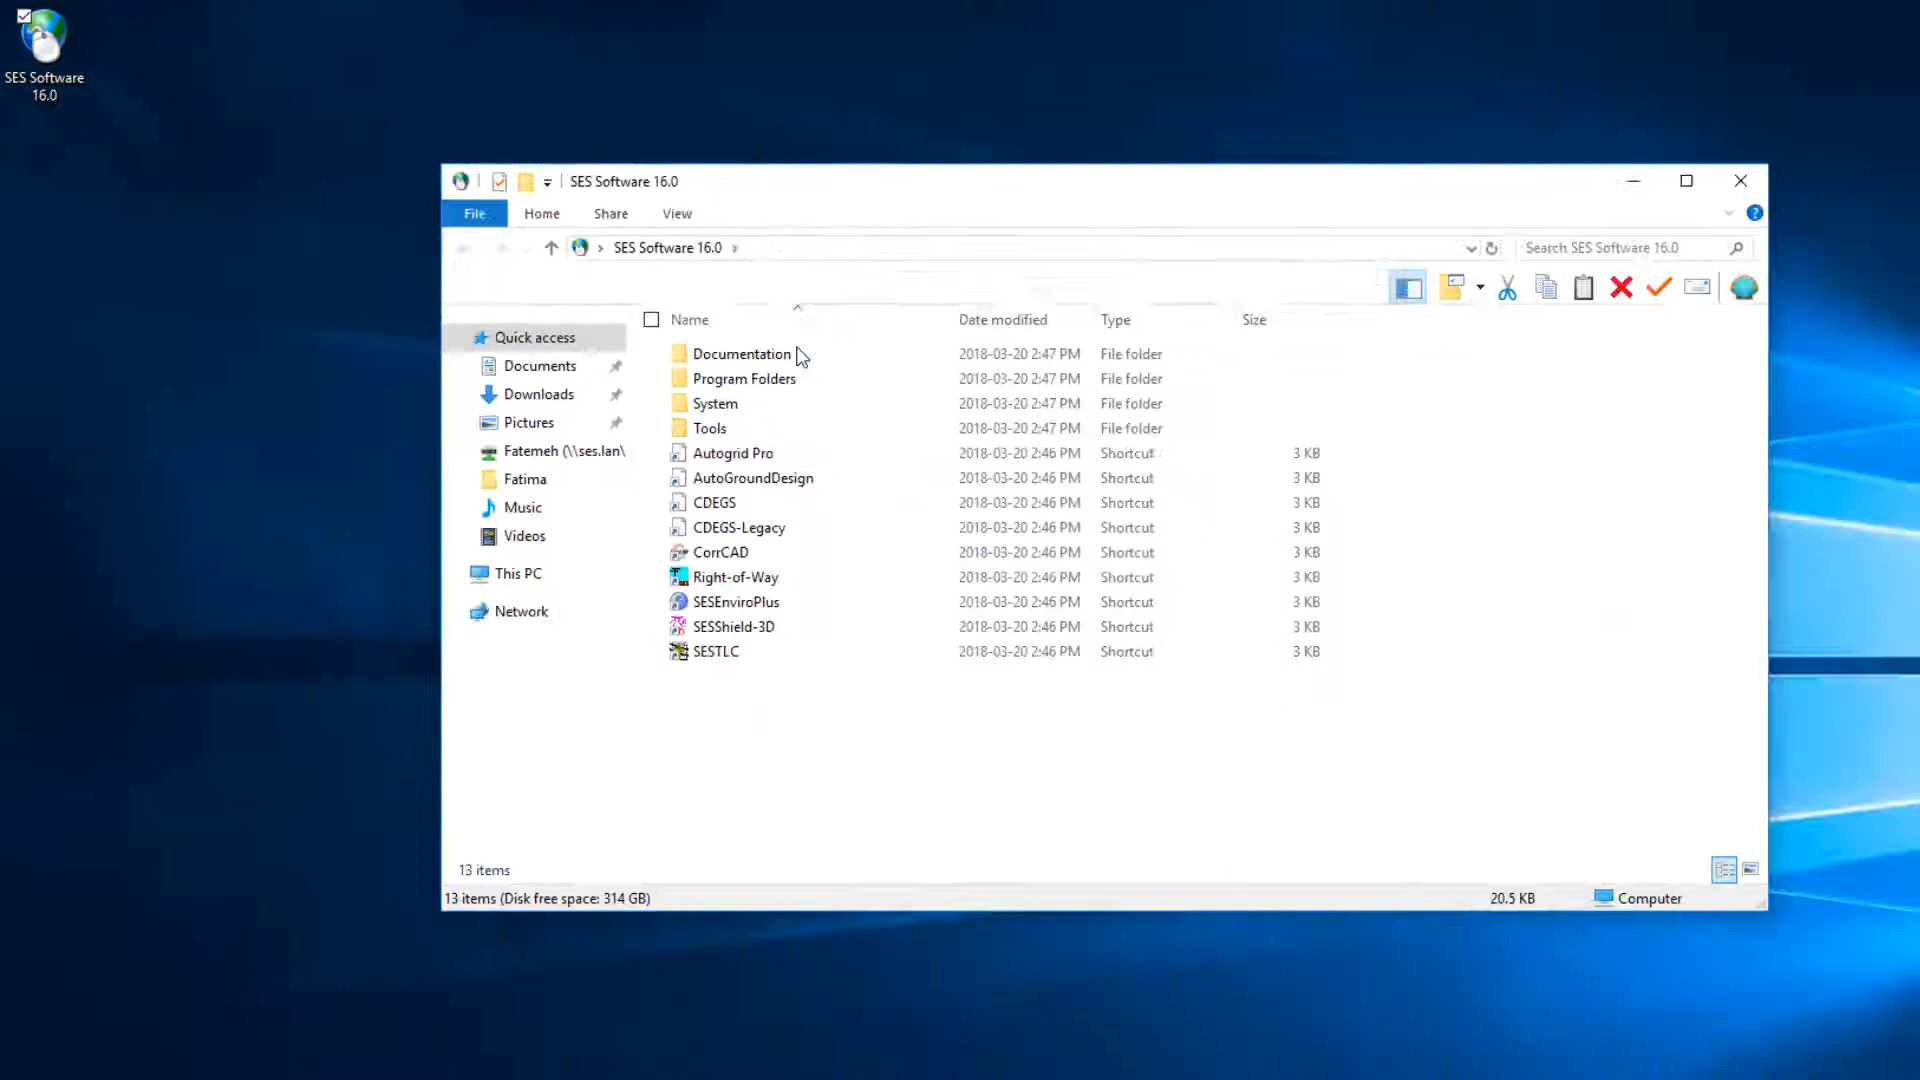 SES Software
16.0
SES Software 16.0
File Home Share View
SES Software 16.0
Search SES Software 16.0
Name Date modified Type Size
Quick access
Documents
Downloads
Pictures
Fatemeh (\\ses.lan\
Fatima
Music
Videos
This PC
Network
Documentation 2018-03-20 2:47 PM File folder
Program Folders 2018-03-20 2:47 PM File folder
System 2018-03-20 2:47 PM File folder
Tools 2018-03-20 2:47 PM File folder
Autogrid Pro 2018-03-20 2:46 PM Shortcut 3 KB
AutoGroundDesign 2018-03-20 2:46 PM Shortcut 3 KB
CDEGS 2018-03-20 2:46 PM Shortcut 3 KB
CDEGS-Legacy 2018-03-20 2:46 PM Shortcut 3 KB
CorrCAD 2018-03-20 2:46 PM Shortcut 3 KB
Right-of-Way 2018-03-20 2:46 PM Shortcut 3 KB
SESEnviroPlus 2018-03-20 2:46 PM Shortcut 3 KB
SESShield-3D 2018-03-20 2:46 PM Shortcut 3 KB
SESTLC 2018-03-20 2:46 PM Shortcut 3 KB
13 items
13 items (Disk free space: 314 GB) 20.5 KB Computer